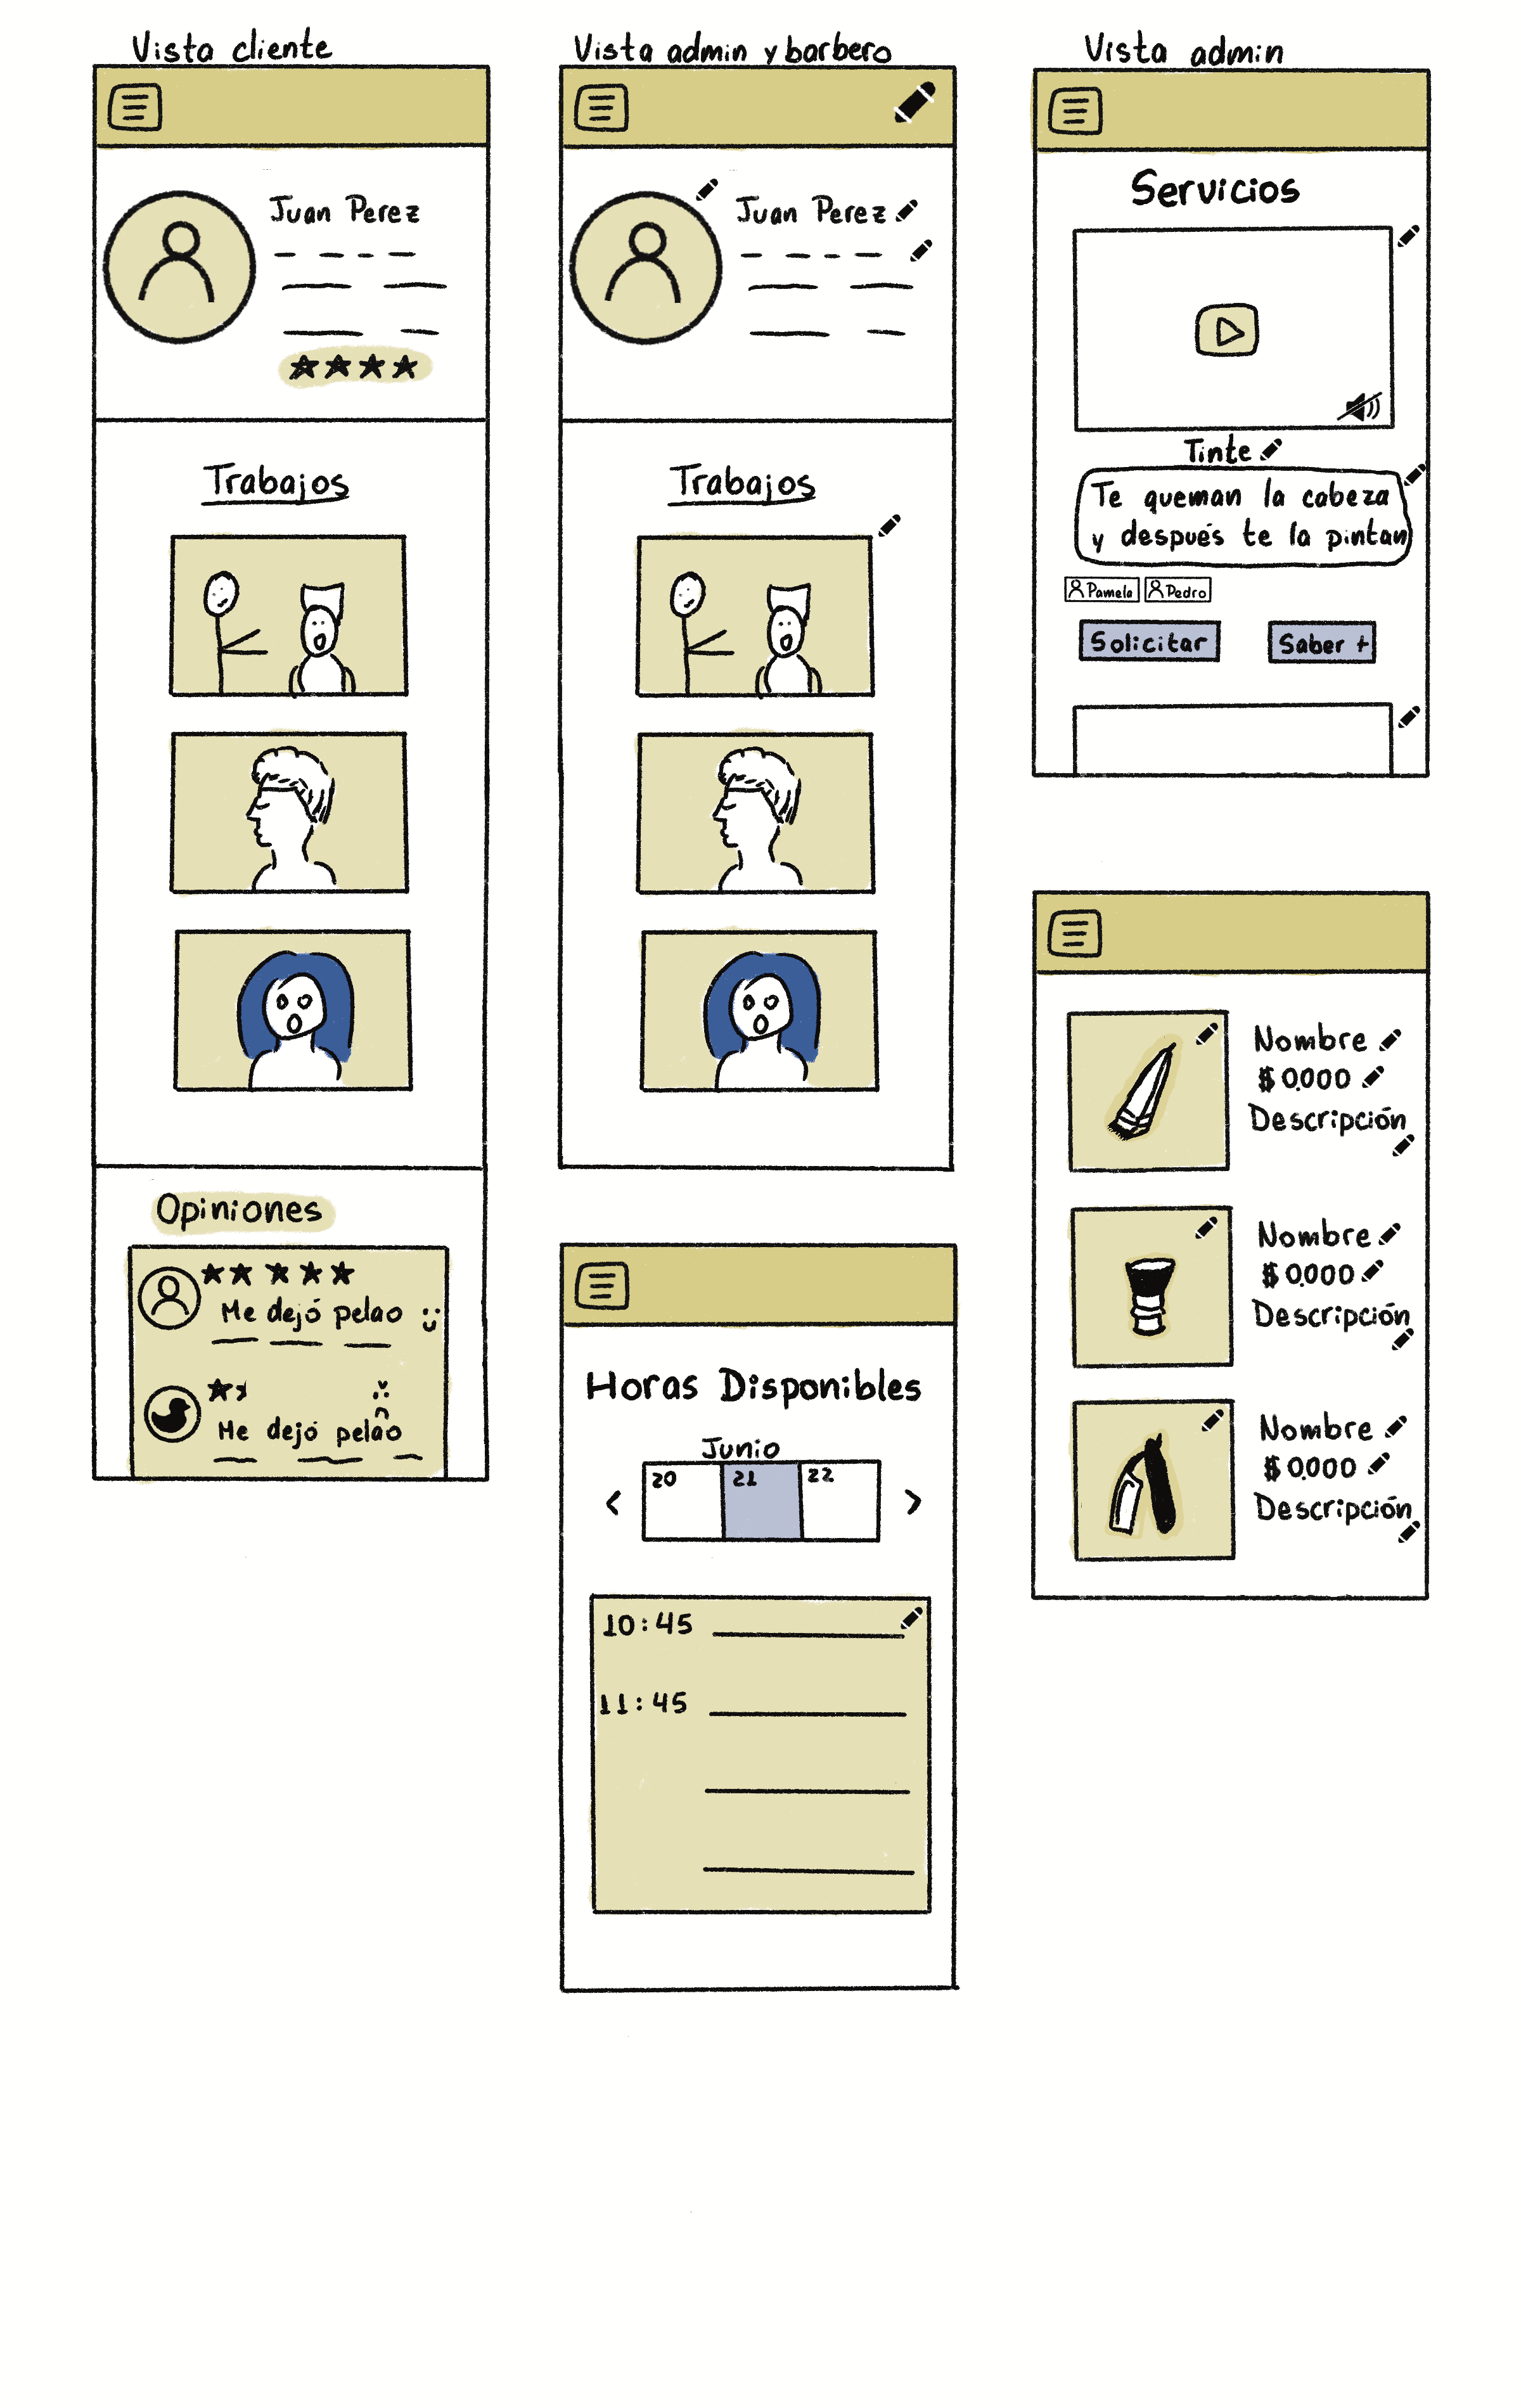 Vista cliente
Juan Perez
Trabajos
Opiniones
Me dejó pelao :)
Me dejó pelao
Vista admin y barbero
Juan Perez
Trabajos
Horas Disponibles
Junio
20 21 22
< >
10:45
11:45
Vista admin
Servicios
Tinte
Te queman la cabeza
y después te la pintan
Pamela Pedro
Solicitar Saber +
Nombre
$0.000
Descripción
Nombre
$0.000
Descripción
Nombre
$0.000
Descripción